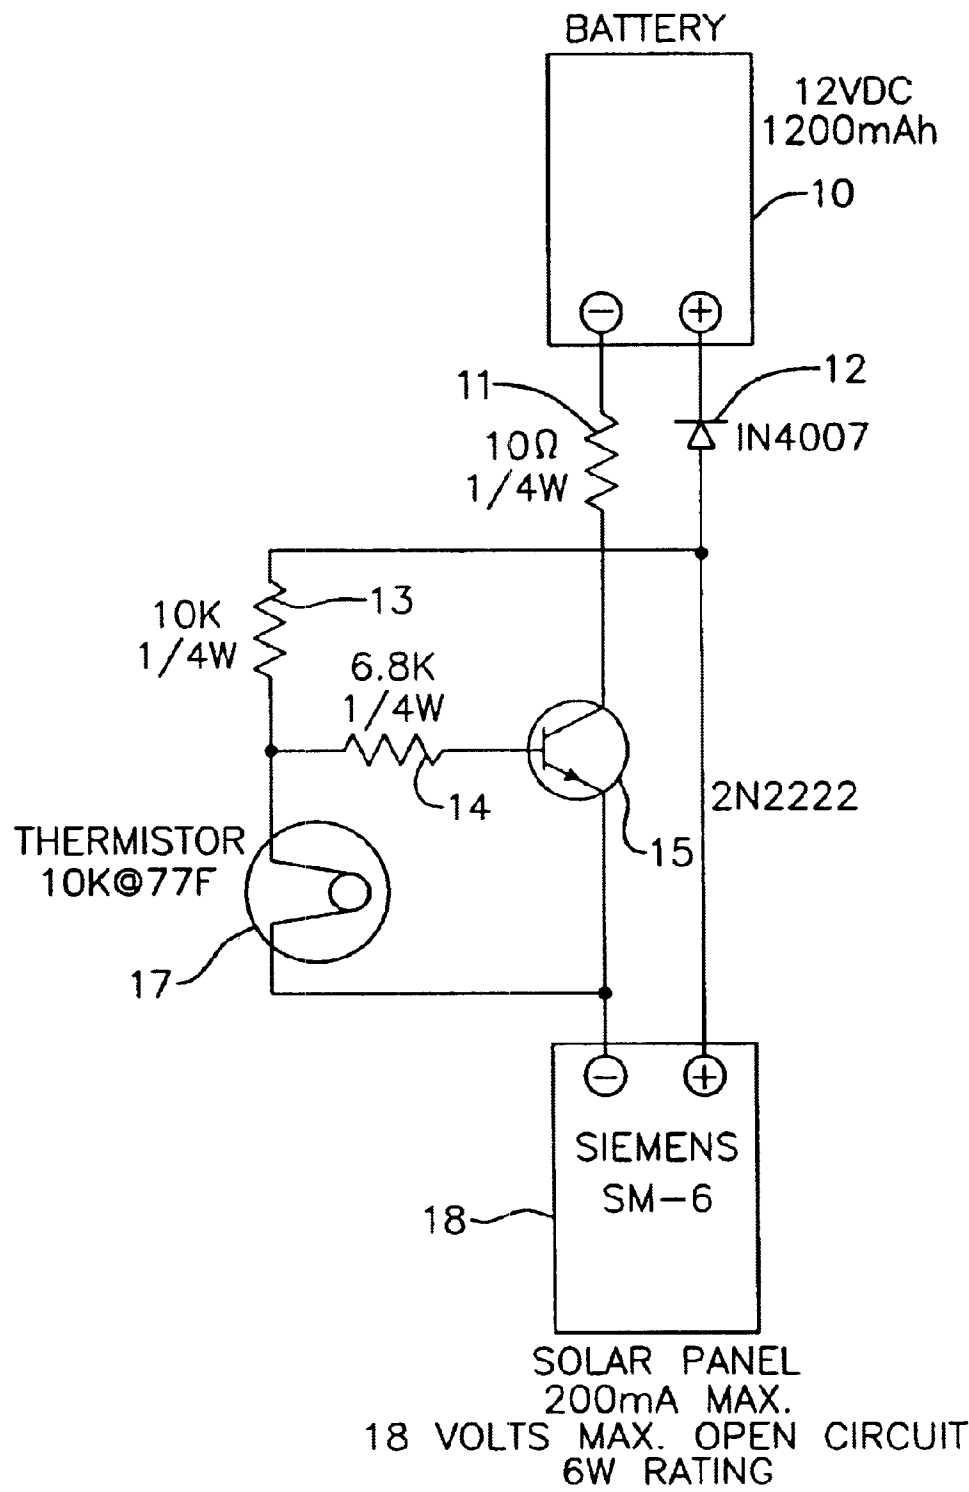 BATTERY
12VDC
1200mAh
10
−
+
11
12
10Ω
1/4W
IN4007
13
10K
1/4W
6.8K
1/4W
14
2N2222
15
THERMISTOR
10K@77F
17
−
+
SIEMENS
SM-6
18
SOLAR PANEL
200mA MAX.
18 VOLTS MAX. OPEN CIRCUIT
6W RATING